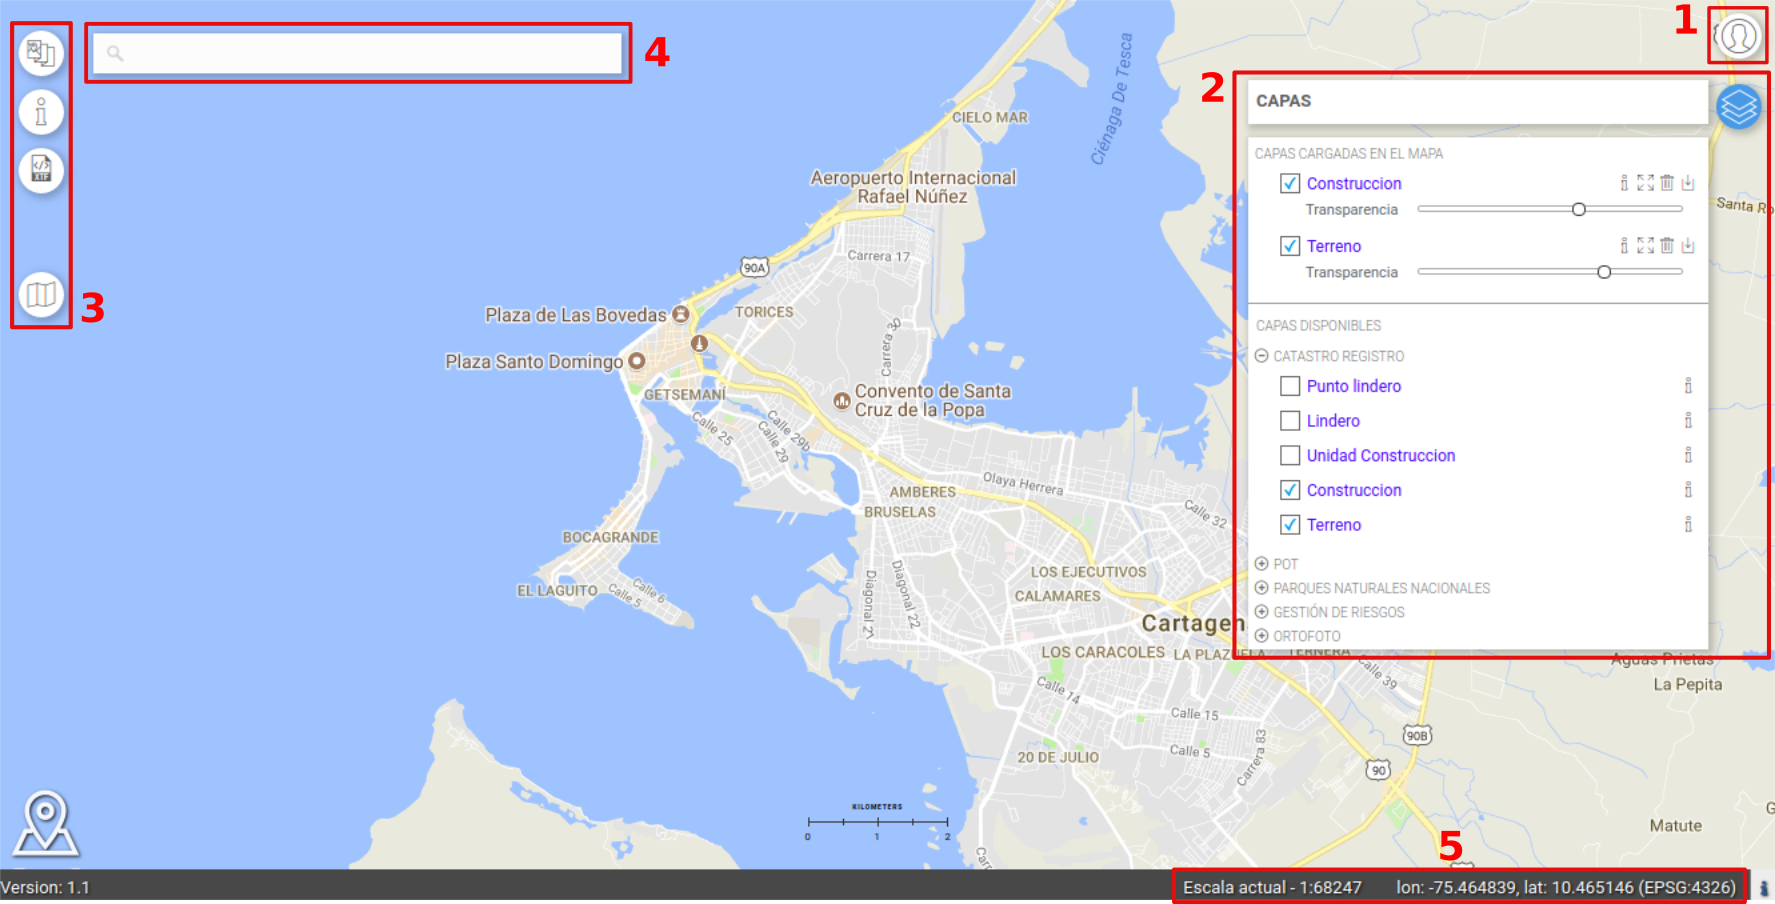 1
2
3
4
5
</XTF>
CAPAS
CAPAS CARGADAS EN EL MAPA
Construccion
Transparencia
Terreno
Transparencia
CAPAS DISPONIBLES
CATASTRO REGISTRO
Punto lindero
Lindero
Unidad Construccion
Construccion
Terreno
POT
PARQUES NATURALES NACIONALES
GESTIÓN DE RIESGOS
ORTOFOTO
Ciénaga De Tesca
CIELO MAR
Aeropuerto Internacional
Rafael Núñez
Santa Ro
Carrera 17
90A
Plaza de Las Bovedas
TORICES
Carrera 30
Plaza Santo Domingo
GETSEMANÍ
Convento de Santa
Cruz de la Popa
Calle 25
Calle 29b
Calle 29
Olaya Herrera
AMBERES
BRUSELAS
Calle 32
BOCAGRANDE
EL LAGUITO
Calle 6
Calle 5
Diagonal 21
Diagonal 22
LOS EJECUTIVOS
CALAMARES
Cartagen
LOS CARACOLES
LA PLAZUELA
TERNERA
Aguas Prietas
Calle 39
La Pepita
Calle 14
Calle 15
Calle 5
Carrera 83
90B
20 DE JULIO
90
KILOMETERS
0 1 2
Matute
G
Carr
Version: 1.1
Escala actual - 1:68247
lon: -75.464839, lat: 10.465146 (EPSG:4326)